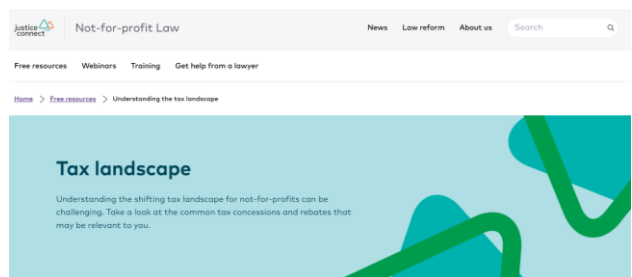 justice connect Not-for-profit Law News Law reform About us Search
Free resources Webinars Training Get help from a lawyer
Home > Free resources > Understanding the tax landscape
Tax landscape
Understanding the shifting tax landscape for not-for-profits can be
challenging. Take a look at the common tax concessions and rebates that
may be relevant to you.